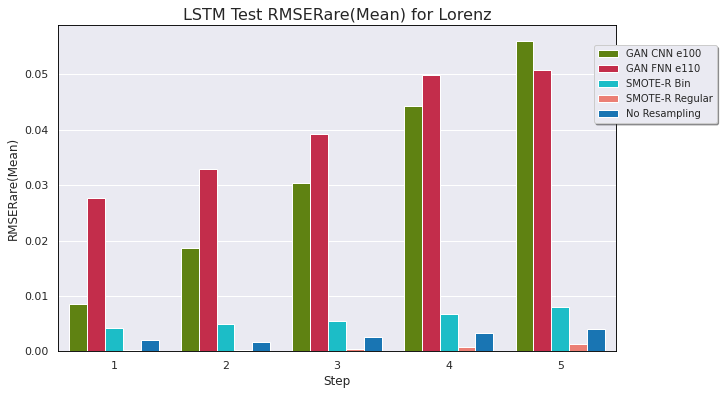 LSTM Test RMSERare(Mean) for Lorenz
GAN CNN e100
GAN FNN e110
SMOTE-R Bin
SMOTE-R Regular
No Resampling
RMSERare(Mean)
0.05
0.04
0.03
0.02
0.01
0.00
1 2 3 4 5
Step